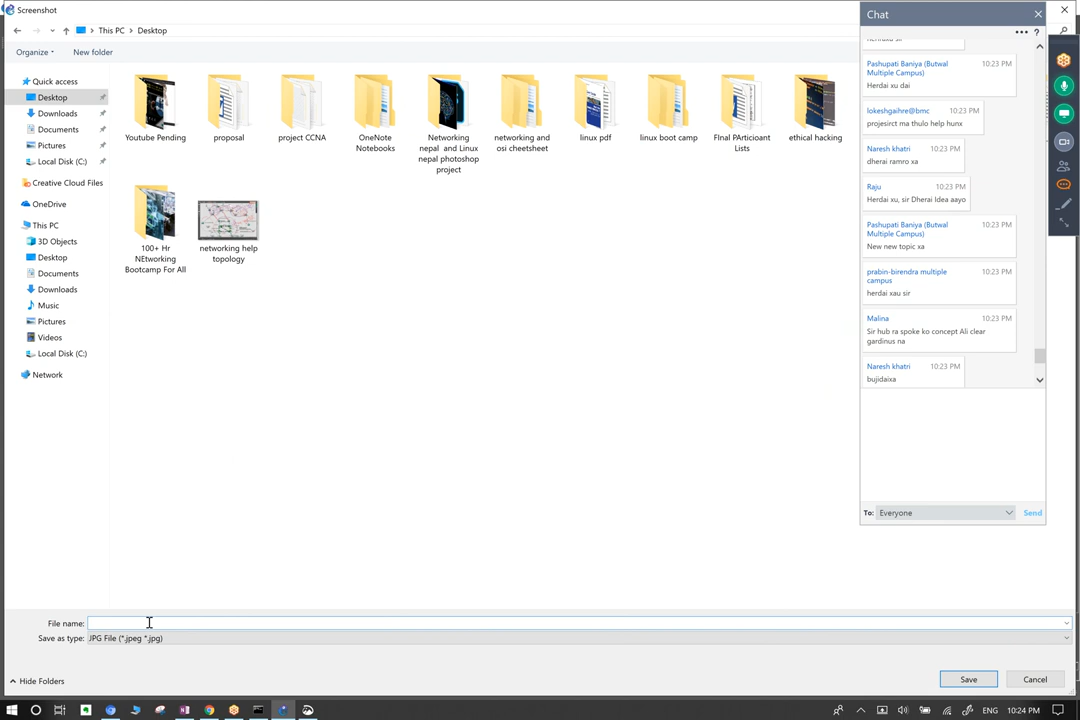 Screenshot
This PC
Desktop
Organize
New folder
Quick access
Desktop
Downloads
Documents
Pictures
Local Disk (C:)
Creative Cloud Files
OneDrive
This PC
3D Objects
Desktop
Documents
Downloads
Music
Pictures
Videos
Local Disk (C:)
Network
Youtube Pending
proposal
project CCNA
OneNote
Notebooks
Networking
nepal and Linux
nepal photoshop
project
networking and
osi cheetsheet
linux pdf
linux boot camp
FInal PArticioant
Lists
ethical hacking
100+ Hr
NEtworking
Bootcamp For All
networking help
topology
Chat
Pashupati Baniya (Butwal
Multiple Campus)
10:23 PM
Herdai xu dai
lokeshgaihre@bmc
10:23 PM
projesirct ma thulo help hunx
Naresh khatri
10:23 PM
dherai ramro xa
Raju
10:23 PM
Herdai xu, sir Dherai Idea aayo
Pashupati Baniya (Butwal
Multiple Campus)
10:23 PM
New new topic xa
prabin-birendra multiple
campus
10:23 PM
herdai xau sir
Malina
10:23 PM
Sir hub ra spoke ko concept Ali clear
gardinus na
Naresh khatri
10:23 PM
bujidaixa
To:
Everyone
Send
File name:
Save as type:
JPG File (*.jpeg *.jpg)
Hide Folders
Save
Cancel
ENG
10:24 PM